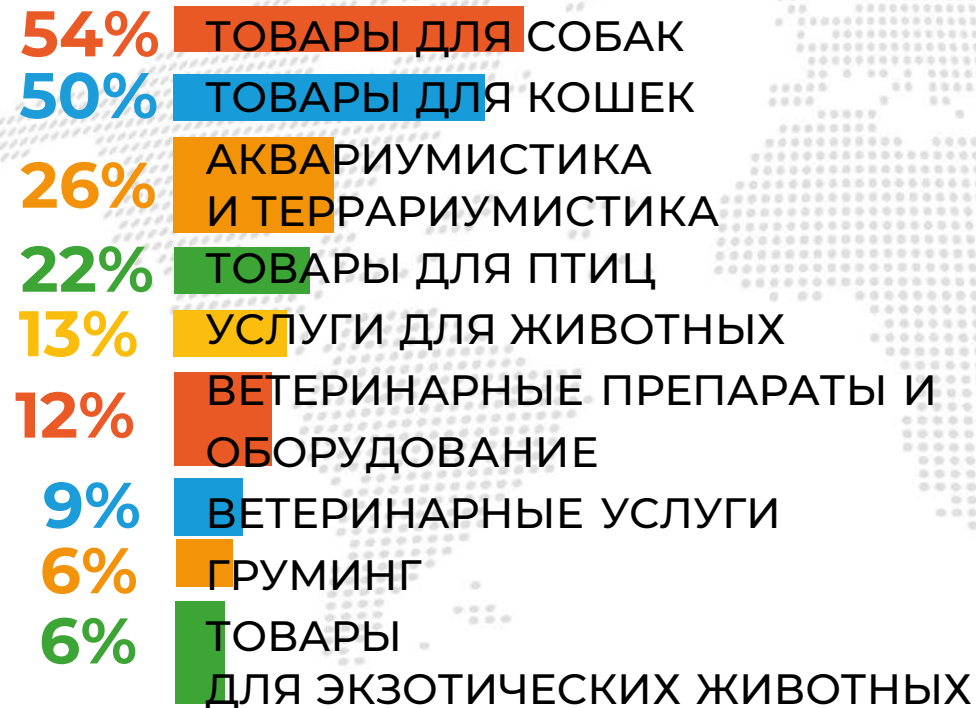 54% ТОВАРЫ ДЛЯ СОБАК
50% ТОВАРЫ ДЛЯ КОШЕК
26% АКВАРИУМИСТИКА
И ТЕРРАРИУМИСТИКА
22% ТОВАРЫ ДЛЯ ПТИЦ
13% УСЛУГИ ДЛЯ ЖИВОТНЫХ
12% ВЕТЕРИНАРНЫЕ ПРЕПАРАТЫ И
ОБОРУДОВАНИЕ
9% ВЕТЕРИНАРНЫЕ УСЛУГИ
6% ГРУМИНГ
6% ТОВАРЫ
ДЛЯ ЭКЗОТИЧЕСКИХ ЖИВОТНЫХ